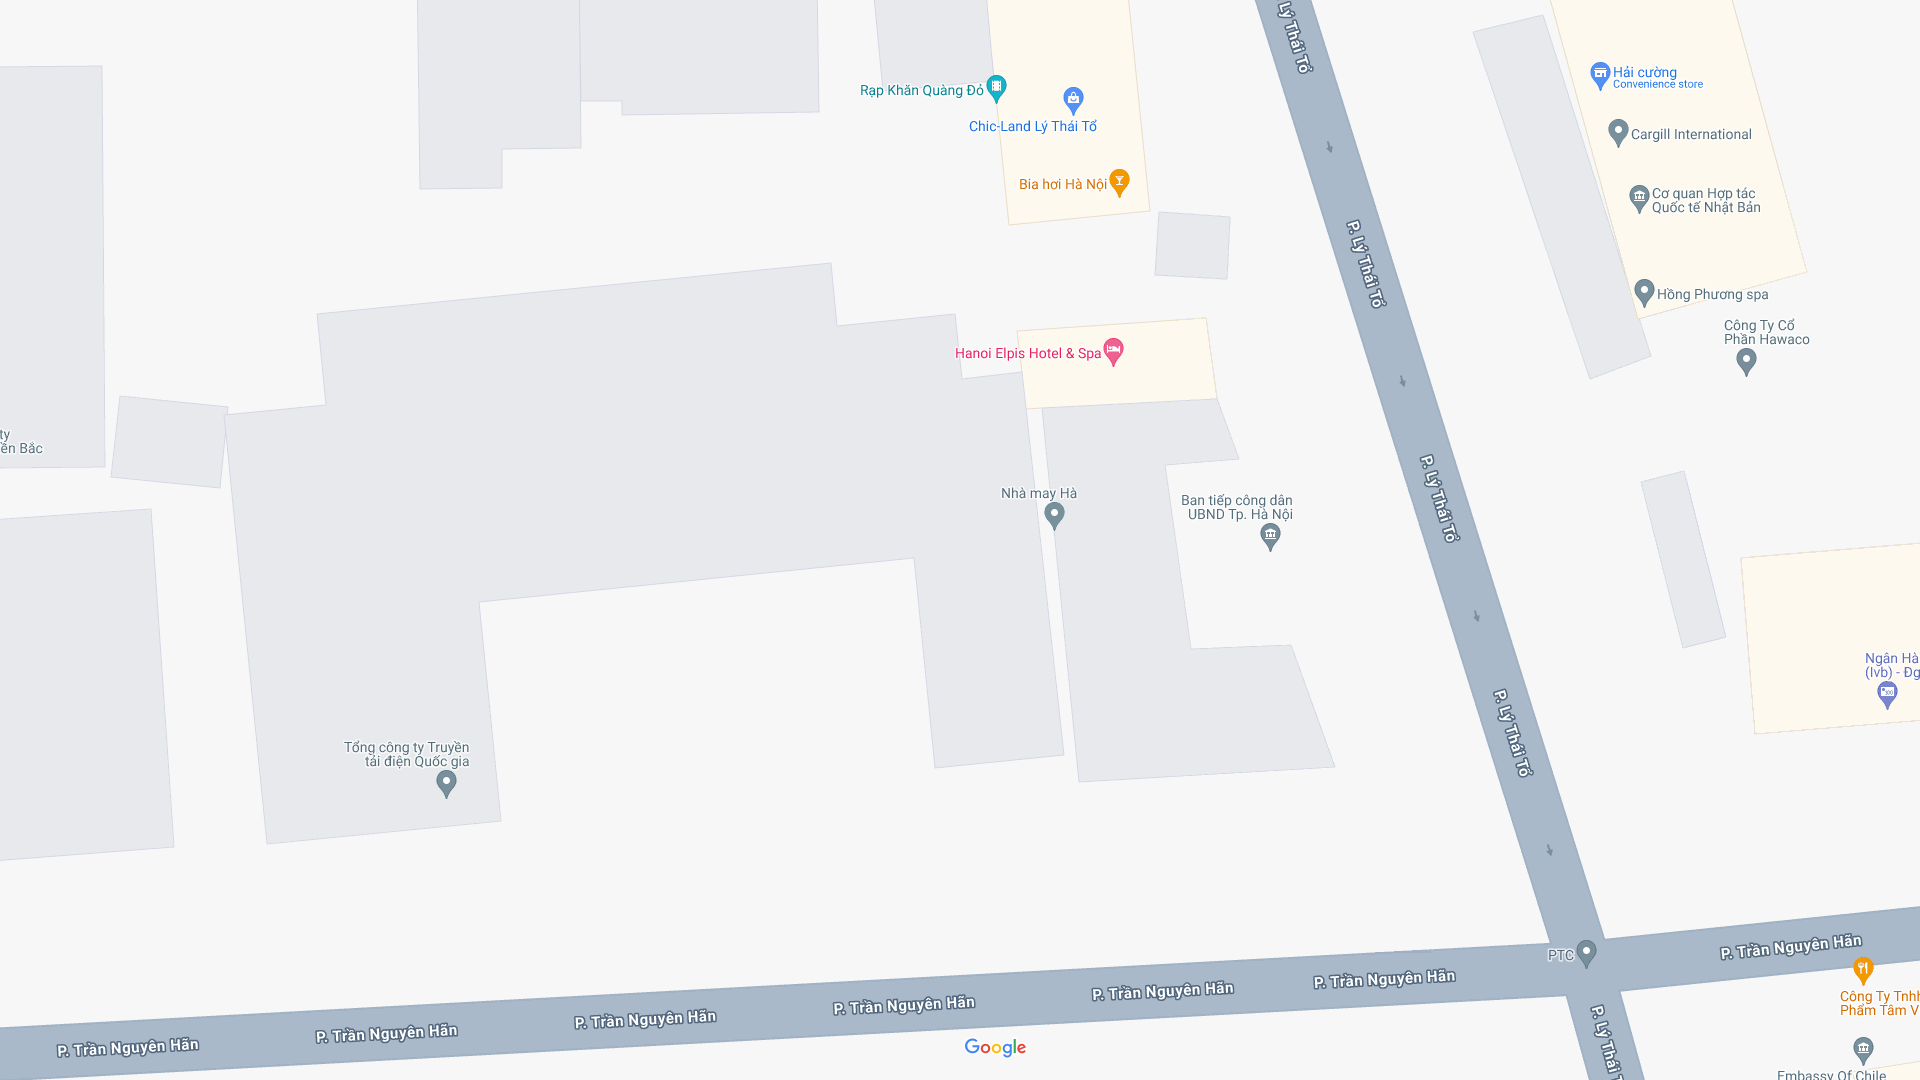 Lý Thái Tổ
Hải cường
Convenience store
Rạp Khăn Quàng Đỏ
Chic-Land Lý Thái Tổ
Cargill International
Bia hơi Hà Nội
Cơ quan Hợp tác
Quốc tế Nhật Bản
P. Lý Thái Tổ
Hồng Phương spa
Công Ty Cổ
Phần Hawaco
Hanoi Elpis Hotel & Spa
ty
ền Bắc
Nhà may Hà
Ban tiếp công dân
UBND Tp. Hà Nội
P. Lý Thái Tổ
Ngân Hà
(lvb) - Đg
P. Lý Thái Tổ
Tổng công ty Truyền
tải điện Quốc gia
PTC
P. Trần Nguyên Hãn
P. Trần Nguyên Hãn
P. Trần Nguyên Hãn
P. Trần Nguyên Hãn
P. Trần Nguyên Hãn
P. Trần Nguyên Hãn
P. Trần Nguyên Hãn
Công Ty Tnhh
Phẩm Tâm V
P. Lý Thái T
Google
Embassy Of Chile